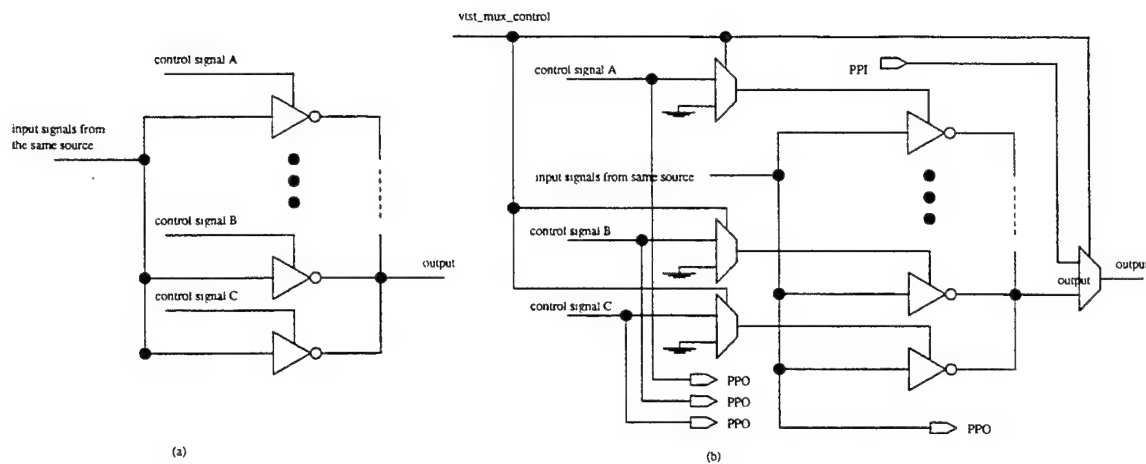 control signal A
input signals from
the same source
control signal B
output
control signal C
(a)
vtst_mux_control
control signal A
PPI
input signals from same source
control signal B
output
output
control signal C
PPO
PPO
PPO
PPO
(b)